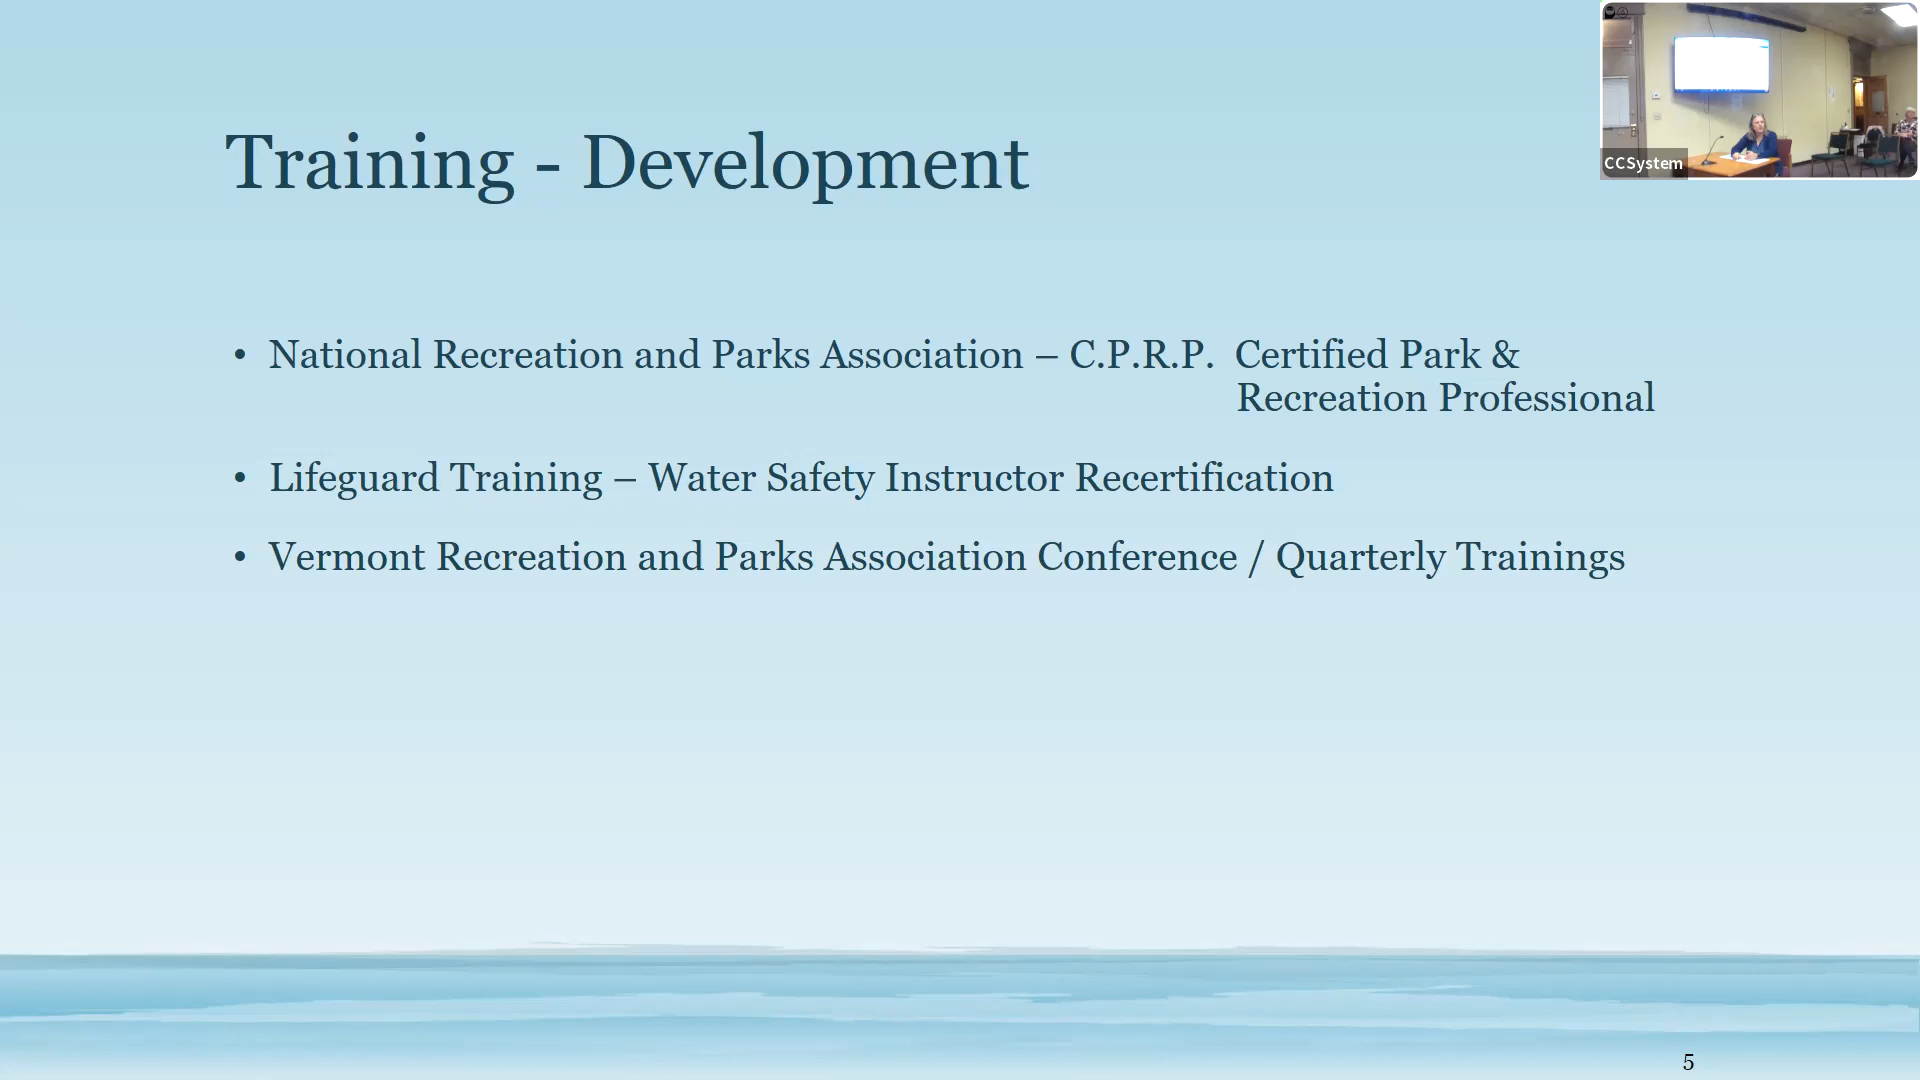 Training - Development
• National Recreation and Parks Association – C.P.R.P.  Certified Park &
Recreation Professional
• Lifeguard Training – Water Safety Instructor Recertification
• Vermont Recreation and Parks Association Conference / Quarterly Trainings
5
CCSystem